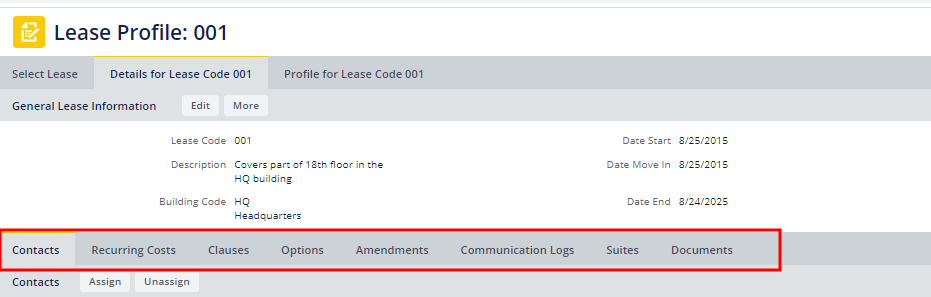 Lease Profile: 001
Select Lease Details for Lease Code 001 Profile for Lease Code 001
General Lease Information Edit More
Lease Code 001 Date Start 8/25/2015
Description Covers part of 18th floor in the Date Move In 8/25/2015
HQ building
Building Code HQ Date End 8/24/2025
Headquarters
Contacts Recurring Costs Clauses Options Amendments Communication Logs Suites Documents
Contacts Assign Unassign